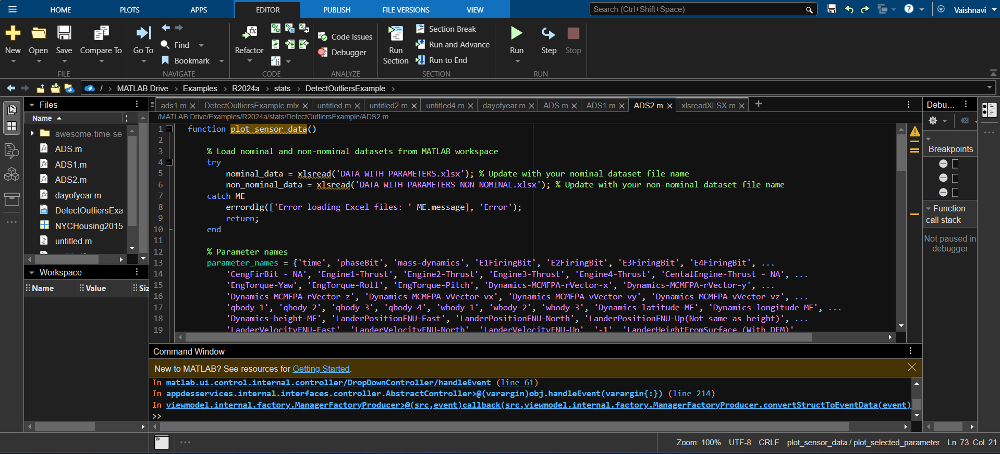 HOME PLOTS APPS EDITOR PUBLISH FILE VERSIONS VIEW Search (Ctrl+Shift+Space) Vaishnavi
New Open Save Compare To Go To Find Bookmark Refactor Code Issues Debugger Run Section Section Break Run and Advance Run to End Run Step Stop
FILE NAVIGATE CODE ANALYZE SECTION RUN
/ › MATLAB Drive › Examples › R2024a › stats › DetectOutliersExample ›
Files
Name
awesome-time-se
ADS.m
ADS1.m
ADS2.m
dayofyear.m
DetectOutliersExa
NYCHousing2015
untitled.m
Workspace
Name Value Siz
ads1.m DetectOutliersExample.mlx untitled.m untitled2.m untitled4.m dayofyear.m ADS.m ADS1.m ADS2.m xlsreadXLSX.m
/MATLAB Drive/Examples/R2024a/stats/DetectOutliersExample/ADS2.m
1 function plot_sensor_data()
2
3 % Load nominal and non-nominal datasets from MATLAB workspace
4 try
5 nominal_data = xlsread('DATA WITH PARAMETERS.xlsx'); % Update with your nominal dataset file name
6 non_nominal_data = xlsread('DATA WITH PARAMETERS NON NOMINAL.xlsx'); % Update with your non-nominal dataset file name
7 catch ME
8 errordlg(['Error loading Excel files: ' ME.message], 'Error');
9 return;
10 end
11
12 % Parameter names
13 parameter_names = {'time', 'phaseBit', 'mass-dynamics', 'E1FiringBit', 'E2FiringBit', 'E3FiringBit', 'E4FiringBit', ...
14 'CengFirBit - NA', 'Engine1-Thrust', 'Engine2-Thrust', 'Engine3-Thrust', 'Engine4-Thrust', 'CentalEngine-Thrust - NA', ...
15 'EngTorque-Yaw', 'EngTorque-Roll', 'EngTorque-Pitch', 'Dynamics-MCMFPA-rVector-x', 'Dynamics-MCMFPA-rVector-y', ...
16 'Dynamics-MCMFPA-rVector-z', 'Dynamics-MCMFPA-vVector-vx', 'Dynamics-MCMFPA-vVector-vy', 'Dynamics-MCMFPA-vVector-vz', ...
17 'qbody-1', 'qbody-2', 'qbody-3', 'qbody-4', 'wbody-1', 'wbody-2', 'wbody-3', 'Dynamics-latitude-ME', 'Dynamics-longitude-ME', ...
18 'Dynamics-height-ME', 'LanderPositionENU-East', 'LanderPositionENU-North', 'LanderPositionENU-Up(Not same as height)', ...
19 'LanderVelocityENU-East', 'LanderVelocityENU-North', 'LanderVelocityENU-Up', '-1', 'LanderHeightFromSurface (With DEM)'
Debu...
Breakpoints
Function call stack
Not paused in debugger
Command Window
New to MATLAB? See resources for Getting Started.
In matlab.ui.control.internal.controller/DropDownController/handleEvent (line 61)
In appdesservices.internal.interfaces.controller.AbstractController>@(varargin)obj.handleEvent(varargin{:}) (line 214)
In viewmodel.internal.factory.ManagerFactoryProducer>@(src,event)callback(src,viewmodel.internal.factory.ManagerFactoryProducer.convertStructToEventData(event)
>>
Zoom: 100% UTF-8 CRLF plot_sensor_data / plot_selected_parameter Ln 73 Col 21